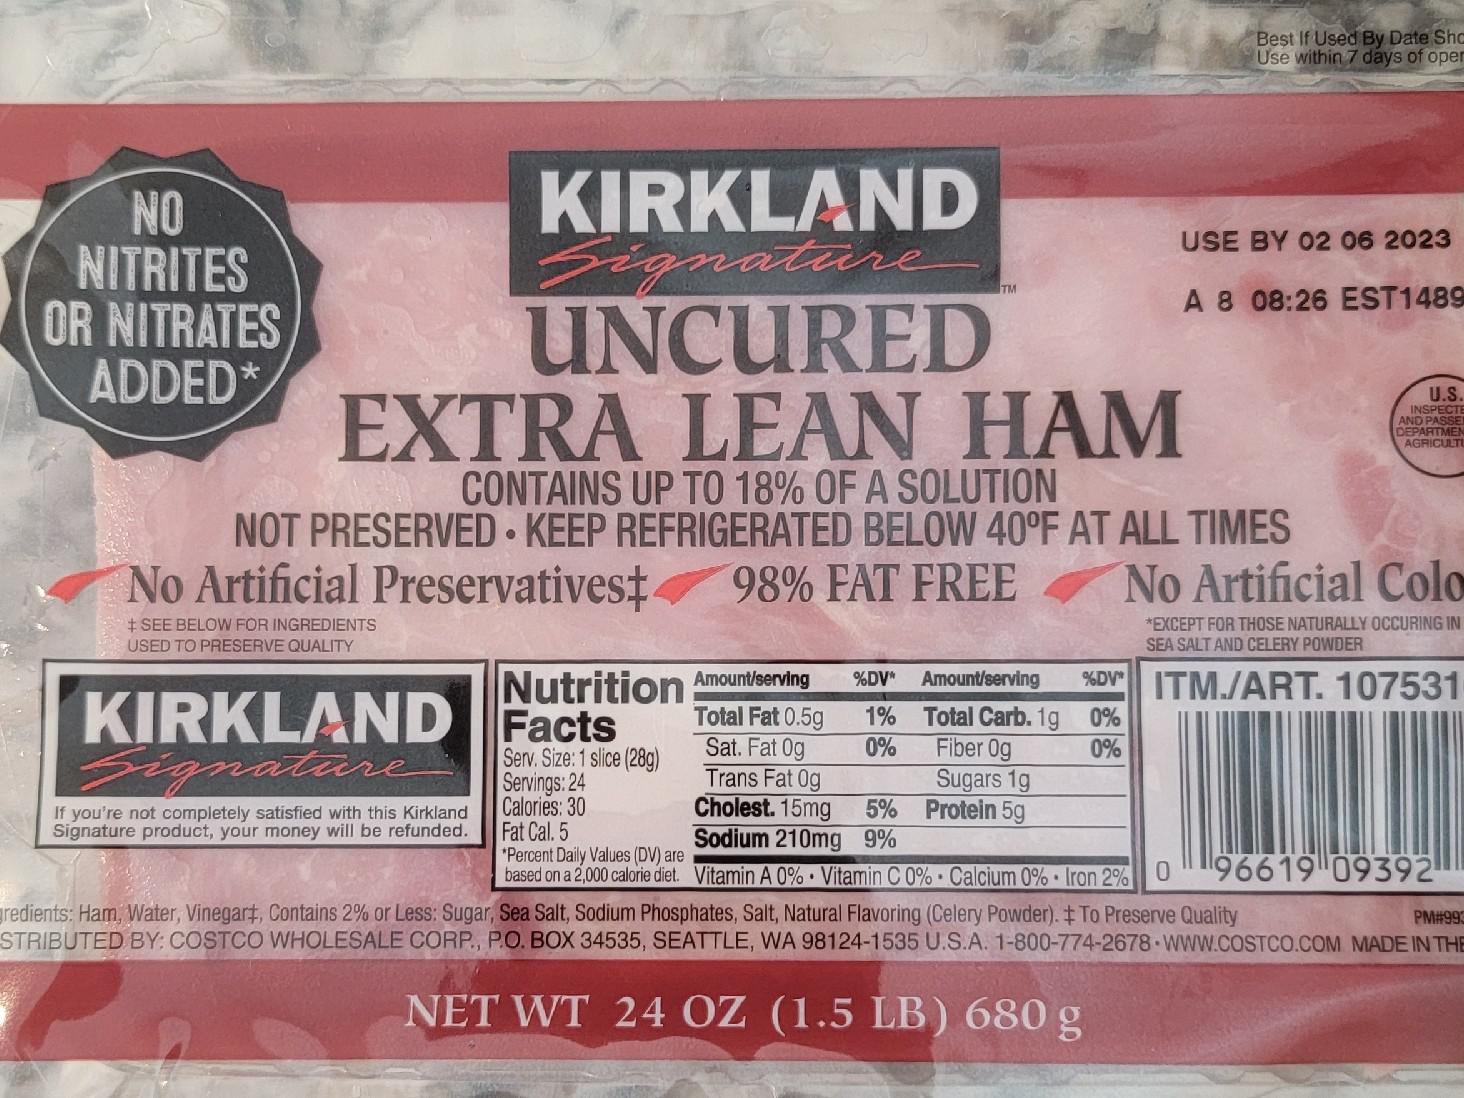 Best If Used By Date
Use within 7 days of
NO
NITRITES
OR NITRATES
ADDED*
KIRKLAND
Signature™
USE BY 02 06 2023
A 8 08:26 EST1489
UNCURED
EXTRA LEAN HAM
U.S.
AND
CONTAINS UP TO 18% OF A SOLUTION
NOT PRESERVED • KEEP REFRIGERATED BELOW 40ºF AT ALL TIMES
No Artificial Preservatives‡ 98% FAT FREE No Artificial
‡ SEE BELOW FOR INGREDIENTS
USED TO PRESERVE QUALITY
*EXCEPT FOR THOSE NATURALLY OCCURING IN
SEA SALT AND CELERY POWDER
KIRKLAND
Signature
If you're not completely satisfied with this Kirkland
Signature product, your money will be refunded.
Nutrition
Facts
Serv. Size: 1 slice (28g)
Servings: 24
Calories: 30
Fat Cal. 5
*Percent Daily Values (DV) are
based on a 2,000 calorie diet.
Amount/serving %DV* Amount/serving %DV*
Total Fat 0.5g 1% Total Carb. 1g 0%
Sat. Fat 0g 0% Fiber 0g 0%
Trans Fat 0g Sugars 1g
Cholest. 15mg 5% Protein 5g
Sodium 210mg 9%
Vitamin A 0% • Vitamin C 0% • Calcium 0% • Iron 2%
ITM./ART. 107531
0 96619 09392
Ham, Water, Vinegar‡, Contains 2% or Less: Sugar, Sea Salt, Sodium Phosphates, Salt, Natural Flavoring (Celery Powder). ‡ To Preserve Quality
PM#993
BY: COSTCO WHOLESALE CORP., P.O. BOX 34535, SEATTLE, WA 98124-1535 U.S.A. 1-800-774-2678 • WWW.COSTCO.COM MADE IN THE
NET WT 24 OZ (1.5 LB) 680 g